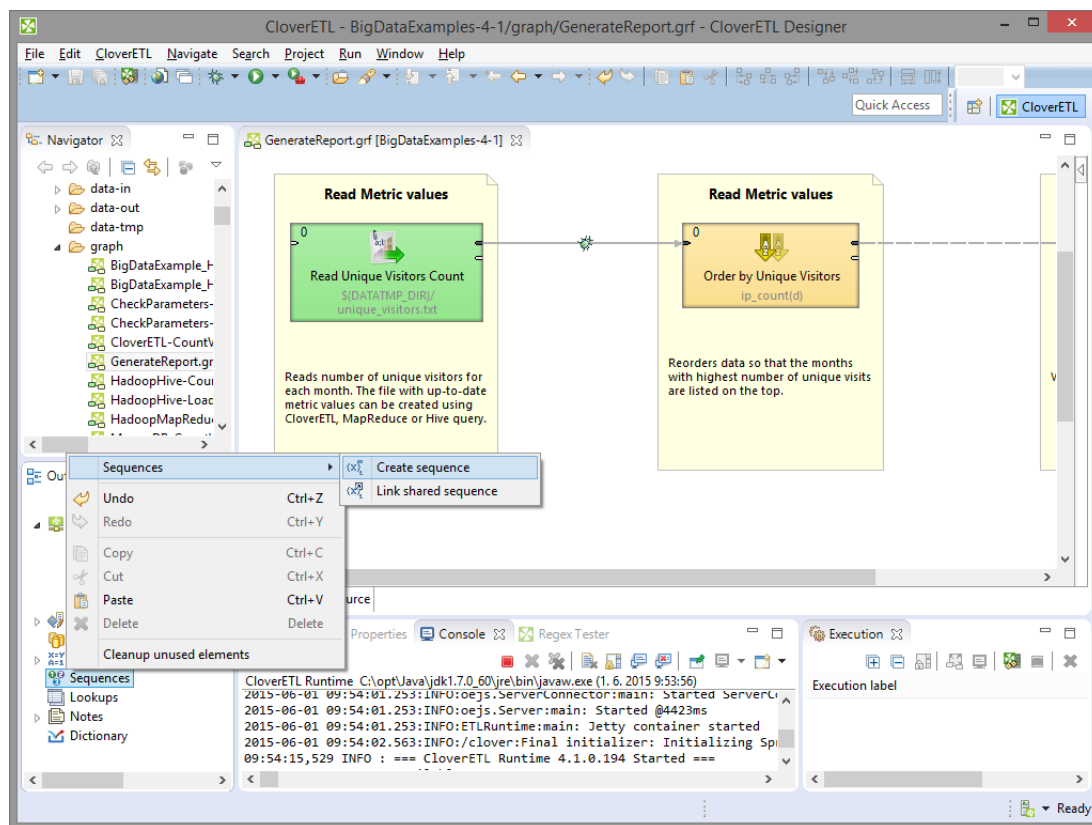 CloverETL - BigDataExamples-4-1/graph/GenerateReport.grf - CloverETL Designer
File Edit CloverETL Navigate Search Project Run Window Help
Quick Access
CloverETL
Navigator
data-in
data-out
data-tmp
graph
BigDataExample_H
BigDataExample_H
CheckParameters-
CheckParameters-
CloverETL-CountV
GenerateReport.gr
HadoopHive-Cou
HadoopHive-Load
HadoopMapRedu
GenerateReport.grf [BigDataExamples-4-1]
Read Metric values
0
Read Unique Visitors Count
${DATATMP_DIR}/
unique_visitors.txt
Reads number of unique visitors for
each month. The file with up-to-date
metric values can be created using
CloverETL, MapReduce or Hive query.
Read Metric values
0
Order by Unique Visitors
ip_count(d)
Reorders data so that the months
with highest number of unique visits
are listed on the top.
V
Ou
Sequences
Create sequence
Link shared sequence
Undo Ctrl+Z
Redo Ctrl+Y
Copy Ctrl+C
Cut Ctrl+X
Paste Ctrl+V
Delete Delete
Cleanup unused elements
Sequences
Lookups
Notes
Dictionary
urce
Properties
Console
Regex Tester
CloverETL Runtime C:\opt\Java\jdk1.7.0_60\jre\bin\javaw.exe (1. 6. 2015 9:53:56)
2015-06-01 09:54:01.253:INFO:oejs.ServerConnector:main: Started ServerCo
2015-06-01 09:54:01.253:INFO:oejs.Server:main: Started @4423ms
2015-06-01 09:54:01.253:INFO:ETLRuntime:main: Jetty container started
2015-06-01 09:54:02.563:INFO:/clover:Final initializer: Initializing Sp
09:54:15,529 INFO : === CloverETL Runtime 4.1.0.194 Started ===
Execution
Execution label
Ready